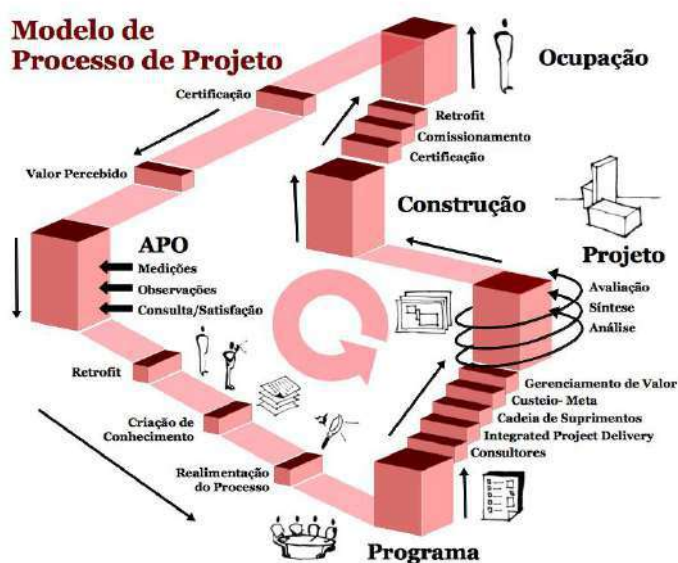 Modelo de
Processo de Projeto
Ocupação
Certificação
Retrofit
Comissionamento
Certificação
Valor Percebido
Construção
Projeto
APO
Medições
Observações
Consulta/Satisfação
Avaliação
Síntese
Análise
Retrofit
Gerenciamento de Valor
Custeio- Meta
Cadeia de Suprimentos
Integrated Project Delivery
Consultores
Criação de
Conhecimento
Realimentação
do Processo
Programa